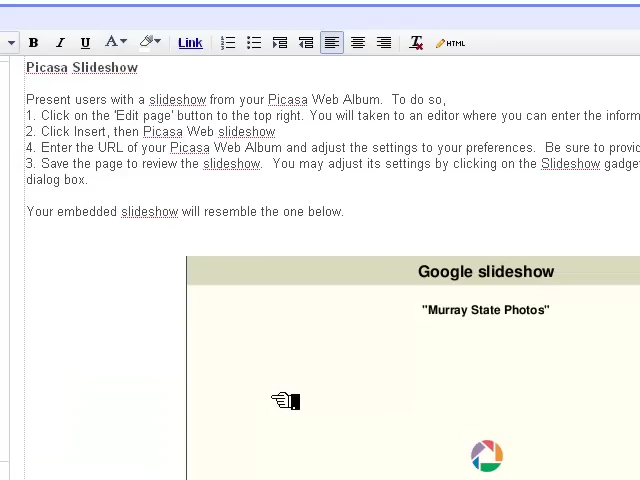 B I U A Link HTML
Picasa Slideshow
Present users with a slideshow from your Picasa Web Album. To do so,
1. Click on the 'Edit page' button to the top right. You will taken to an editor where you can enter the inform
2. Click Insert, then Picasa Web slideshow
4. Enter the URL of your Picasa Web Album and adjust the settings to your preferences. Be sure to provid
3. Save the page to review the slideshow. You may adjust its settings by clicking on the Slideshow gadge
dialog box.
Your embedded slideshow will resemble the one below.
Google slideshow
"Murray State Photos"